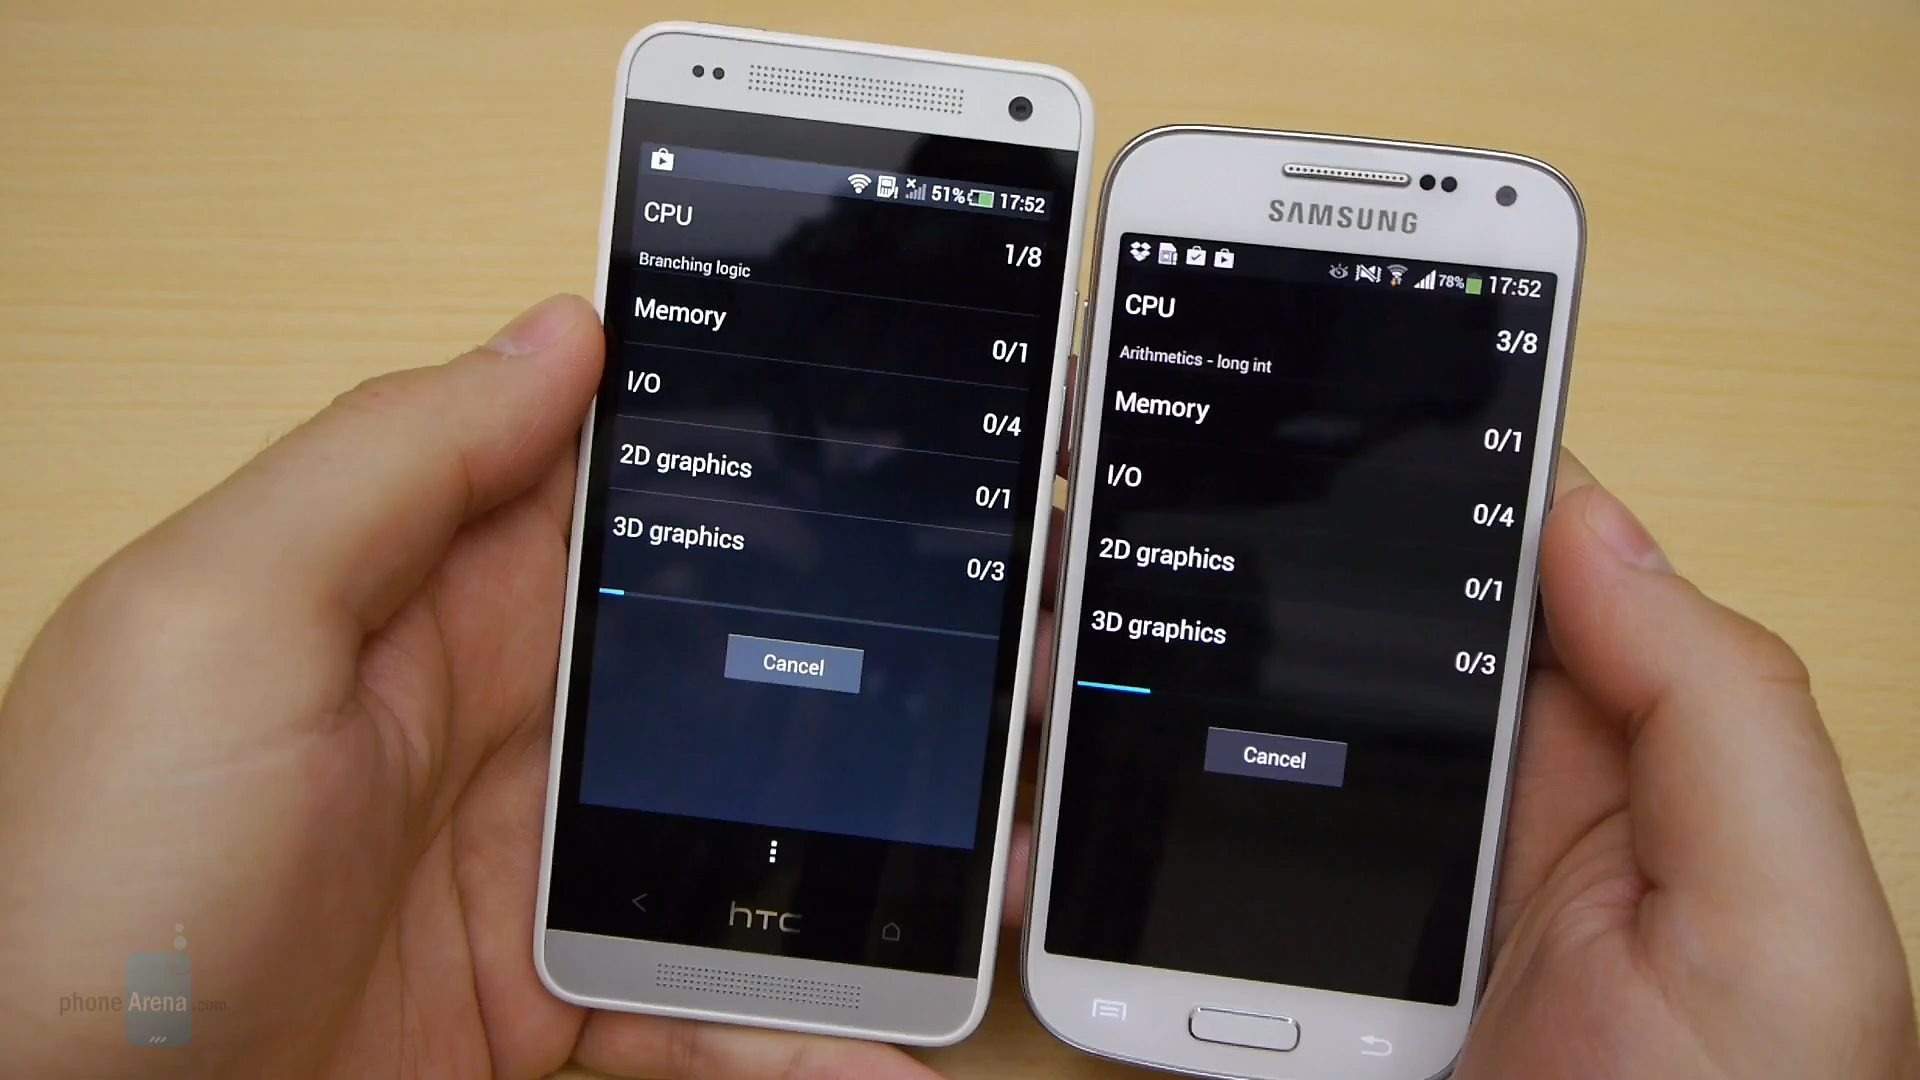 51% 17:52
CPU
1/8
Branching logic
Memory
0/1
I/O
0/4
2D graphics
0/1
3D graphics
0/3
Cancel
hTC
SAMSUNG
78% 17:52
CPU
3/8
Arithmetics - long int
Memory
0/1
I/O
0/4
2D graphics
0/1
3D graphics
0/3
Cancel
phoneArena.com